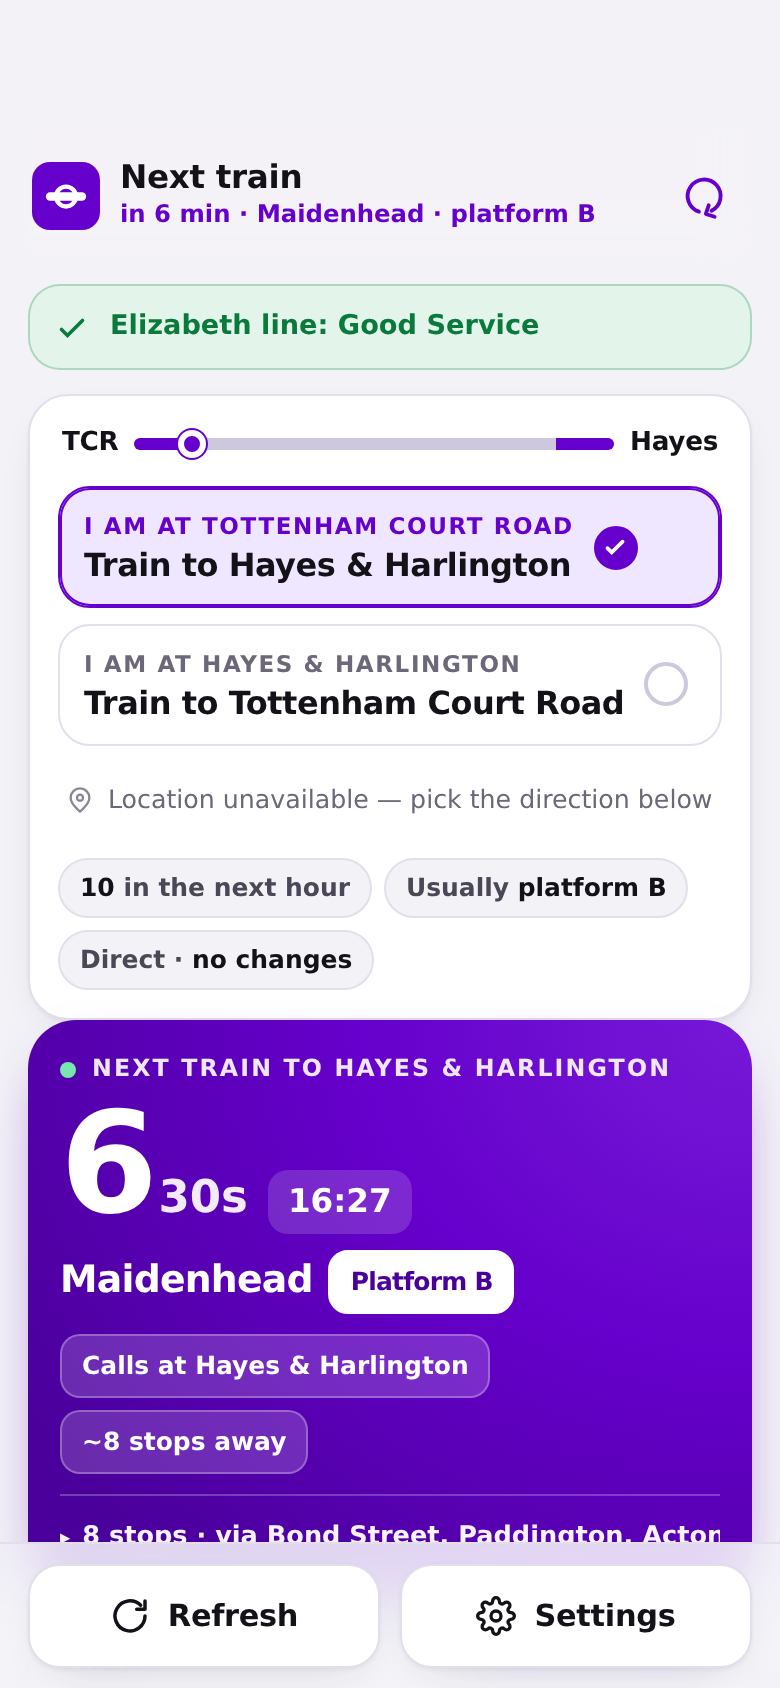 Next train
in 6 min · Maidenhead · platform B
Elizabeth line: Good Service
TCR
Hayes
I AM AT TOTTENHAM COURT ROAD
Train to Hayes & Harlington
I AM AT HAYES & HARLINGTON
Train to Tottenham Court Road
Location unavailable — pick the direction below
10 in the next hour
Usually platform B
Direct · no changes
NEXT TRAIN TO HAYES & HARLINGTON
6 30s 16:27
Maidenhead Platform B
Calls at Hayes & Harlington
~8 stops away
▸ 8 stops · via Bond Street, Paddington, Acton
Refresh
Settings